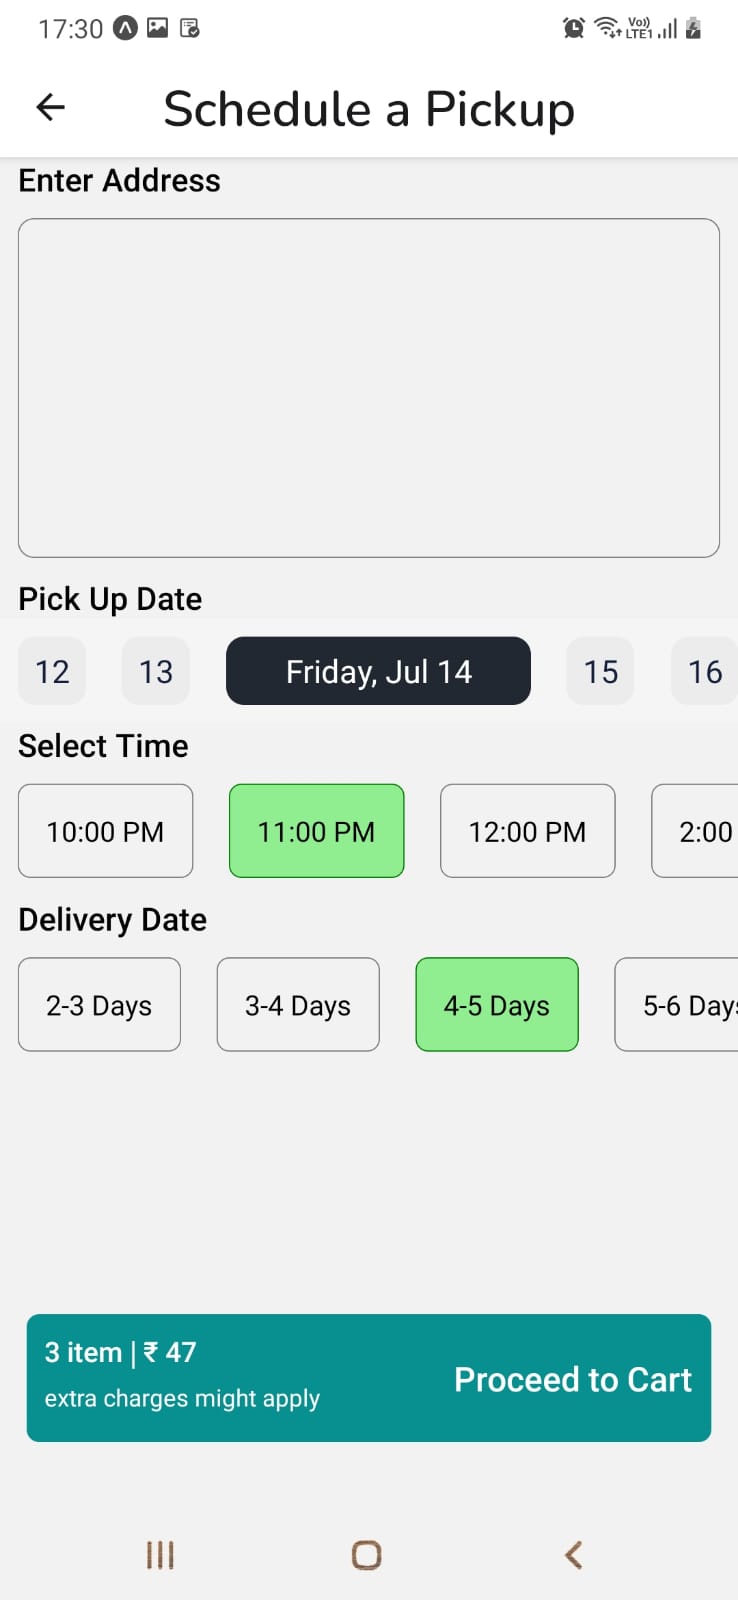 17:30
Vo)) LTE1
Schedule a Pickup
Enter Address
Pick Up Date
12 13 Friday, Jul 14 15 16
Select Time
10:00 PM 11:00 PM 12:00 PM 2:00
Delivery Date
2-3 Days 3-4 Days 4-5 Days 5-6 Days
3 item | ₹ 47
extra charges might apply
Proceed to Cart